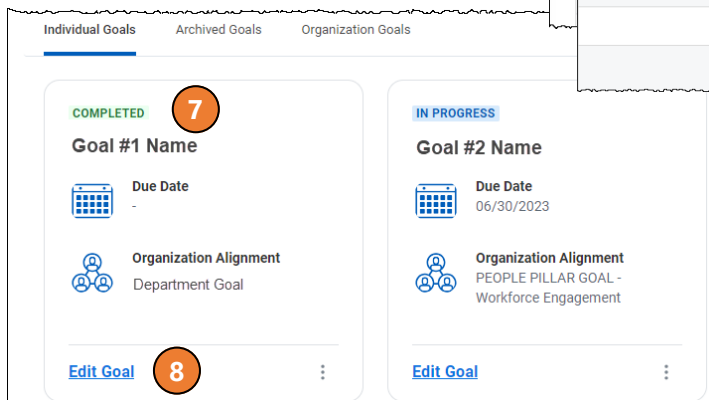 Individual Goals Archived Goals Organization Goals
COMPLETED 7
Goal #1 Name
Due Date
-
Organization Alignment
Department Goal
Edit Goal 8
IN PROGRESS
Goal #2 Name
Due Date
06/30/2023
Organization Alignment
PEOPLE PILLAR GOAL -
Workforce Engagement
Edit Goal